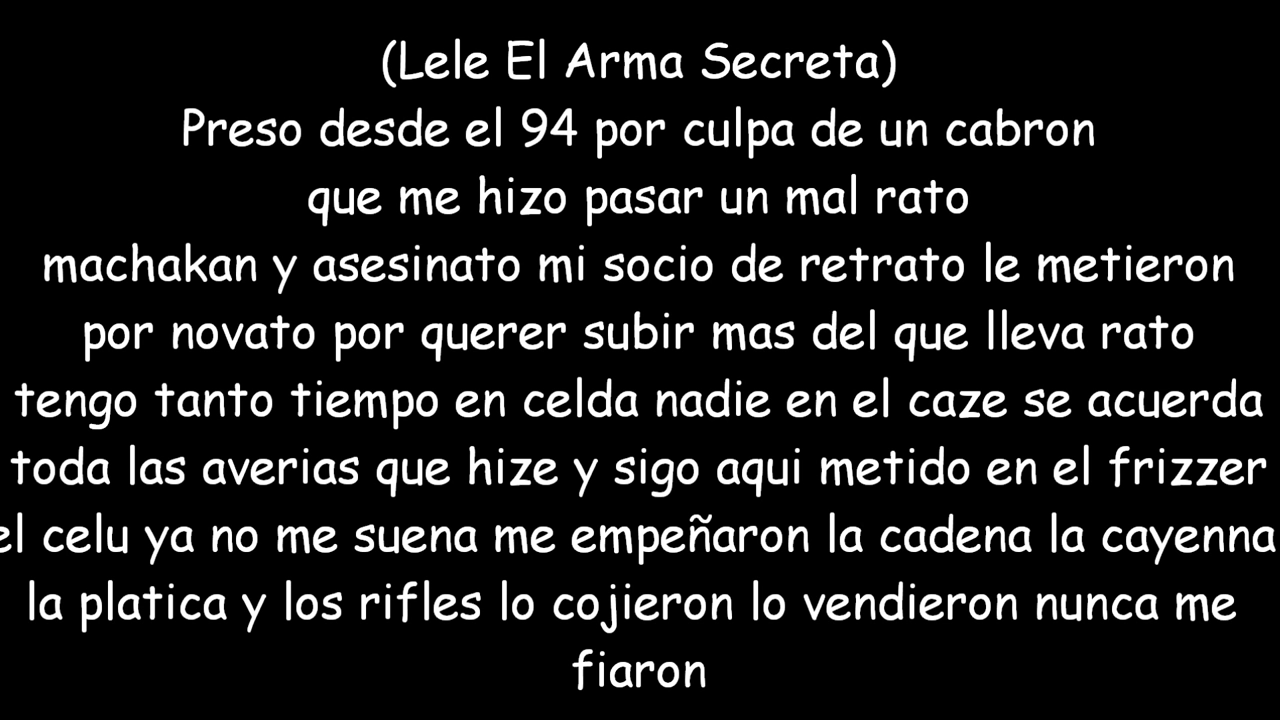 (Lele El Arma Secreta)
Preso desde el 94 por culpa de un cabron
que me hizo pasar un mal rato
machakan y asesinato mi socio de retrato le metieron
por novato por querer subir mas del que lleva rato
tengo tanto tiempo en celda nadie en el caze se acuerda
toda las averias que hize y sigo aqui metido en el frizzer
el celu ya no me suena me empeñaron la cadena la cayenna
la platica y los rifles lo cojieron lo vendieron nunca me
fiaron